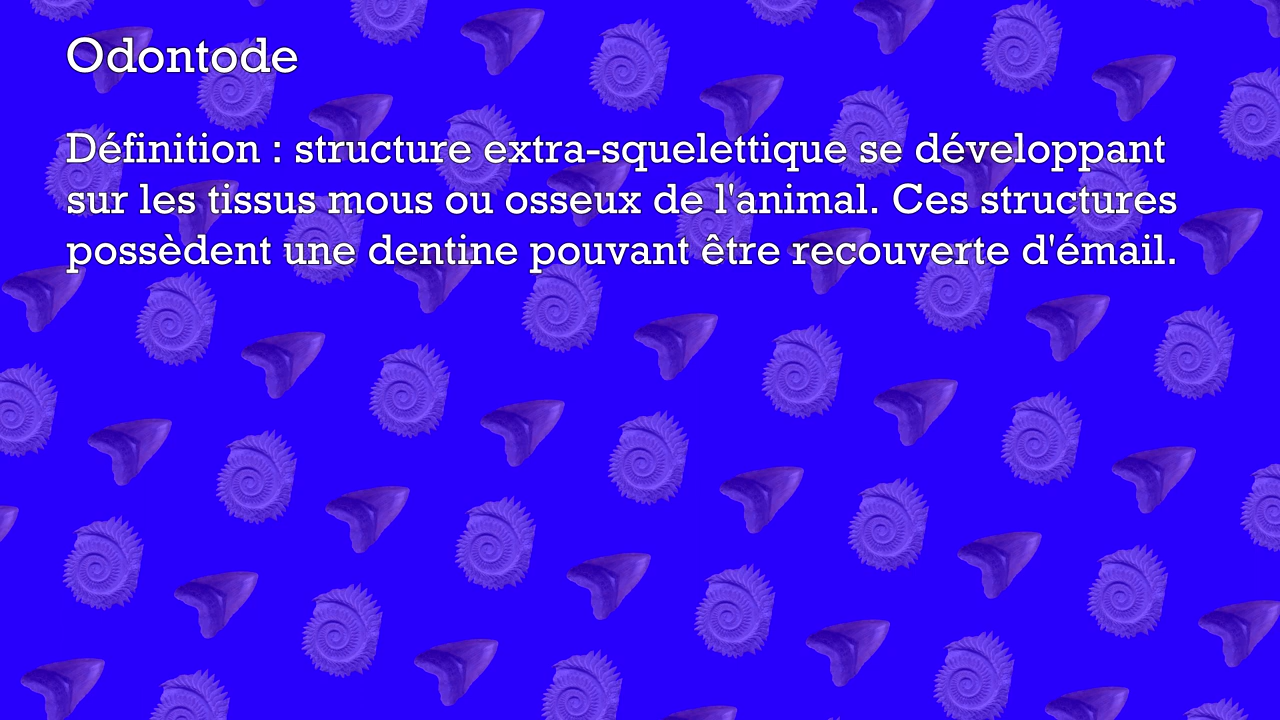 Odontode
Définition : structure extra-squelettique se développant
sur les tissus mous ou osseux de l'animal. Ces structures
possèdent une dentine pouvant être recouverte d'émail.